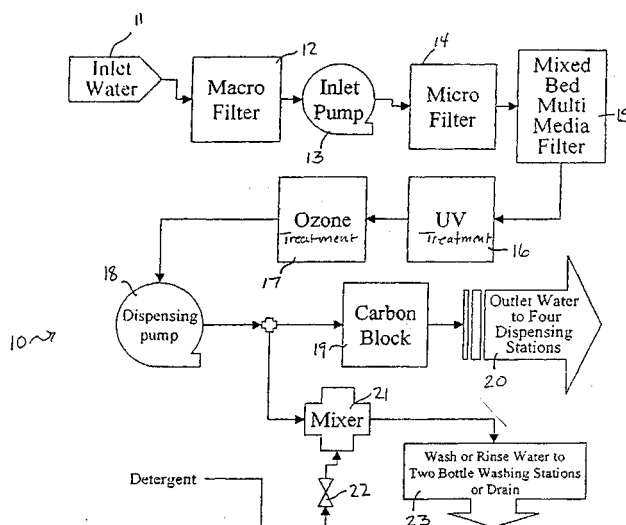 11
Inlet
Water
12
Macro
Filter
Inlet
Pump
13
14
Micro
Filter
Mixed
Bed
Multi
Media
Filter
15
Ozone
Treatment
17
UV
Treatment
16
18
Dispensing
pump
10
19
Carbon
Block
Outlet Water
to Four
Dispensing
Stations
20
21
Mixer
Detergent
22
Wash or Rinse Water to
Two Bottle Washing Stations
or Drain
23